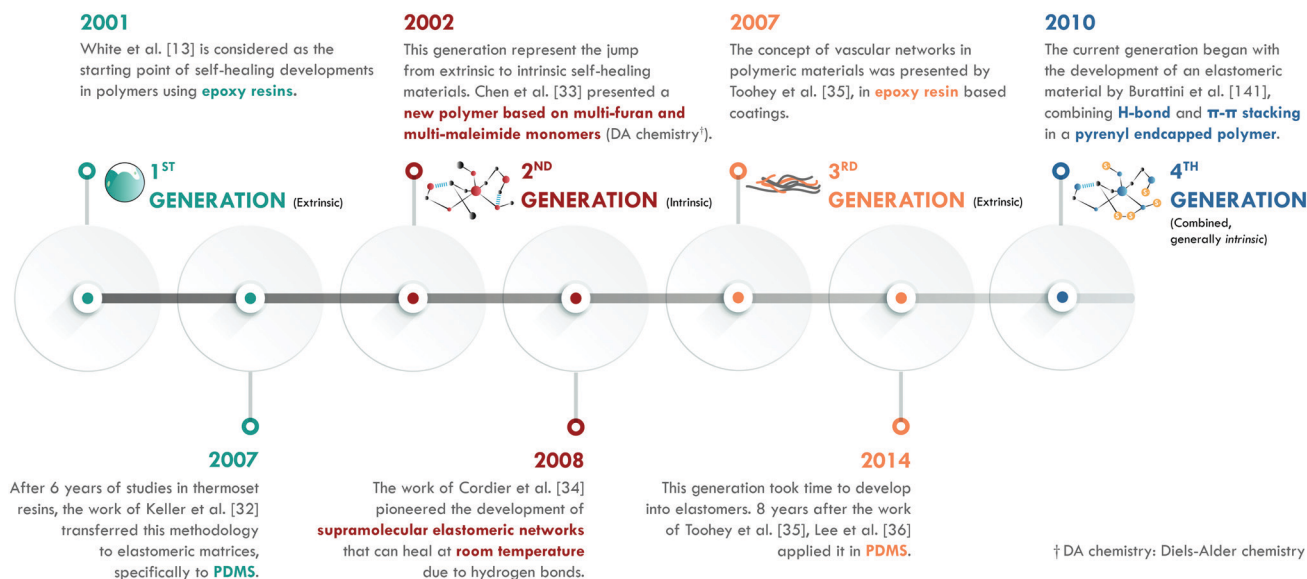 2001
White et al. [13] is considered as the
starting point of self-healing developments
in polymers using epoxy resins.
1ST
GENERATION (Extrinsic)
2002
This generation represent the jump
from extrinsic to intrinsic self-healing
materials. Chen et al. [33] presented a
new polymer based on multi-furan and
multi-maleimide monomers (DA chemistry†).
2ND
GENERATION (Intrinsic)
2007
The concept of vascular networks in
polymeric materials was presented by
Toohey et al. [35], in epoxy resin based
coatings.
3RD
GENERATION (Extrinsic)
2010
The current generation began with
the development of an elastomeric
material by Burattini et al. [141],
combining H-bond and π-π stacking
in a pyrenyl endcapped polymer.
4TH
GENERATION
(Combined,
generally intrinsic)
2007
After 6 years of studies in thermoset
resins, the work of Keller et al. [32]
transferred this methodology
to elastomeric matrices,
specifically to PDMS.
2008
The work of Cordier et al. [34]
pioneered the development of
supramolecular elastomeric networks
that can heal at room temperature
due to hydrogen bonds.
2014
This generation took time to develop
into elastomers. 8 years after the work
of Toohey et al. [35], Lee et al. [36]
applied it in PDMS.
†DA chemistry: Diels-Alder chemistry